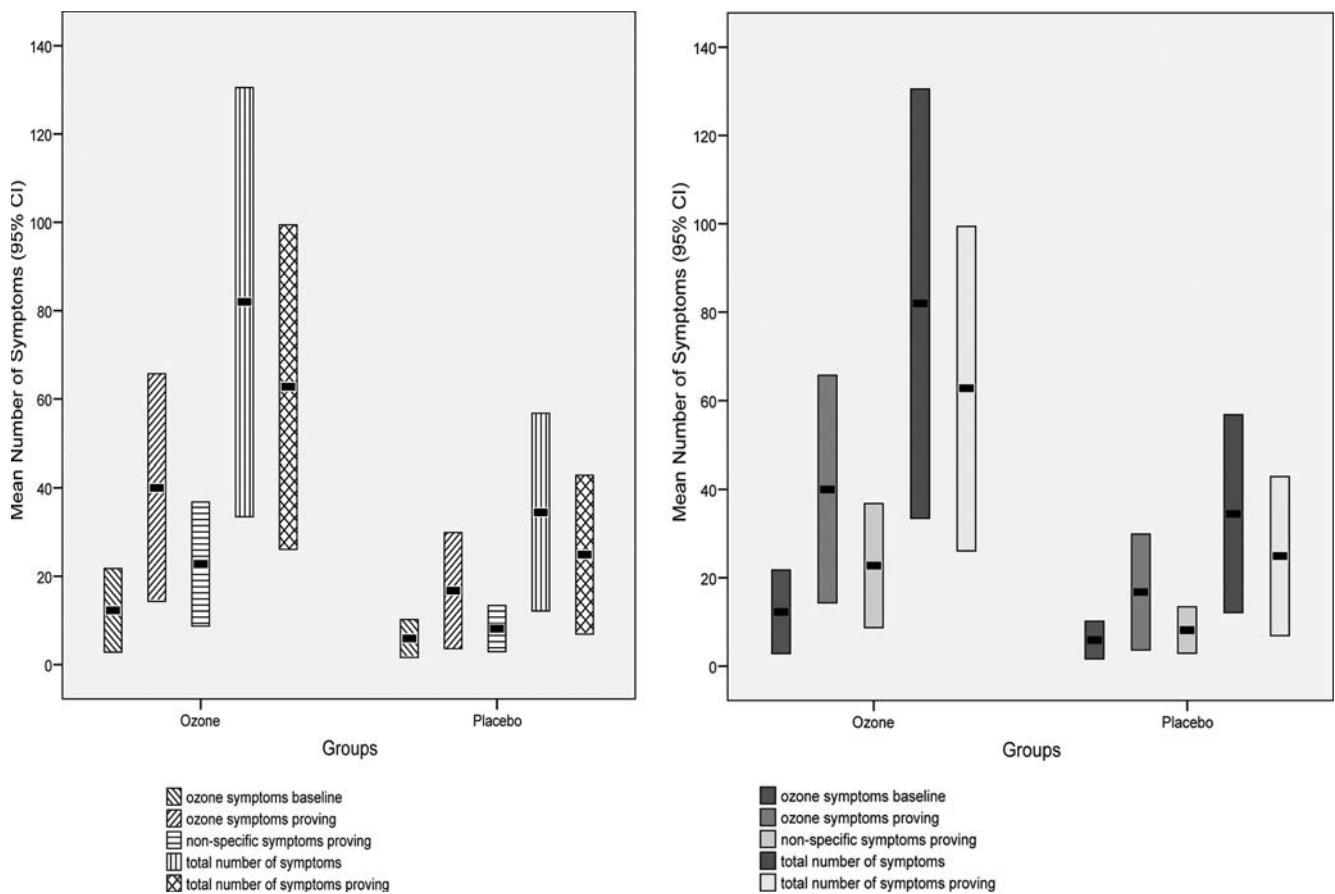 Mean Number of Symptoms (95% CI)
140
120
100
80
60
40
20
0
Ozone Placebo
Groups
ozone symptoms baseline
ozone symptoms proving
non-specific symptoms proving
total number of symptoms
total number of symptoms proving
Mean Number of Symptoms (95% CI)
140
120
100
80
60
40
20
0
Ozone Placebo
Groups
ozone symptoms baseline
ozone symptoms proving
non-specific symptoms proving
total number of symptoms
total number of symptoms proving